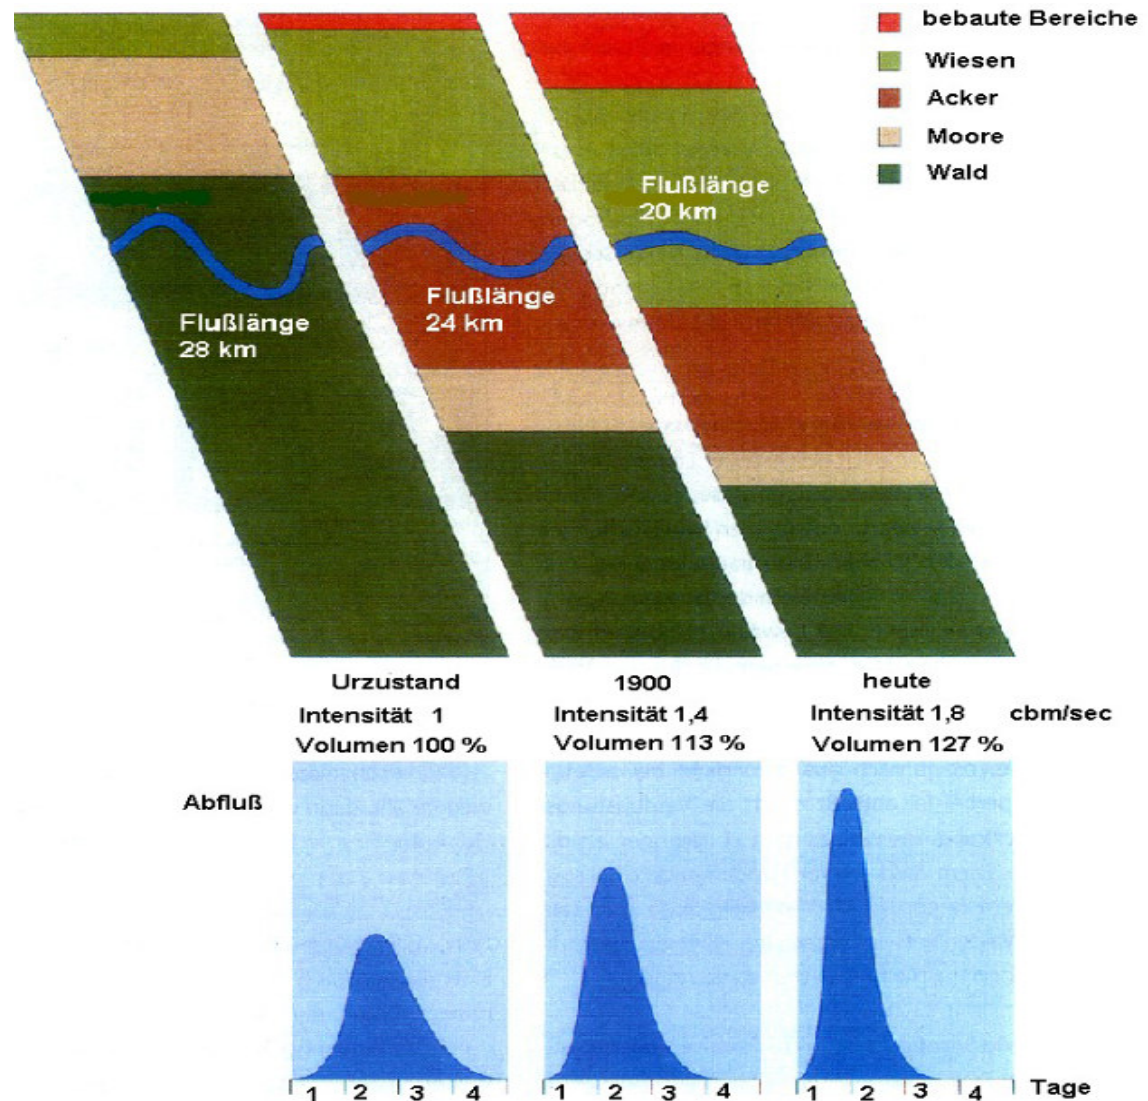 bebaute Bereiche
Wiesen
Acker
Moore
Wald
Flußlänge
20 km
Flußlänge
24 km
Flußlänge
28 km
Urzustand
1900
heute
Intensität 1
Intensität 1,4
Intensität 1,8 cbm/sec
Volumen 100 %
Volumen 113 %
Volumen 127 %
Abfluß
1 2 3 4
1 2 3 4
1 2 3 4
Tage